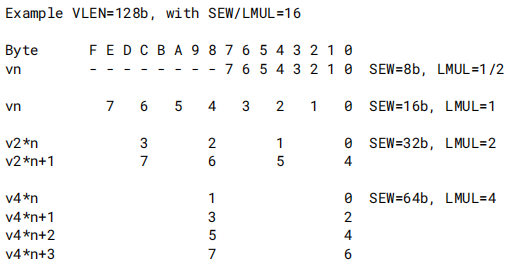 Example VLEN=128b, with SEW/LMUL=16
Byte F E D C B A 9 8 7 6 5 4 3 2 1 0
vn - - - - - - - - 7 6 5 4 3 2 1 0 SEW=8b, LMUL=1/2
vn 7 6 5 4 3 2 1 0 SEW=16b, LMUL=1
v2*n 3 2 1 0 SEW=32b, LMUL=2
v2*n+1 7 6 5 4
v4*n 1 0 SEW=64b, LMUL=4
v4*n+1 3 2
v4*n+2 5 4
v4*n+3 7 6